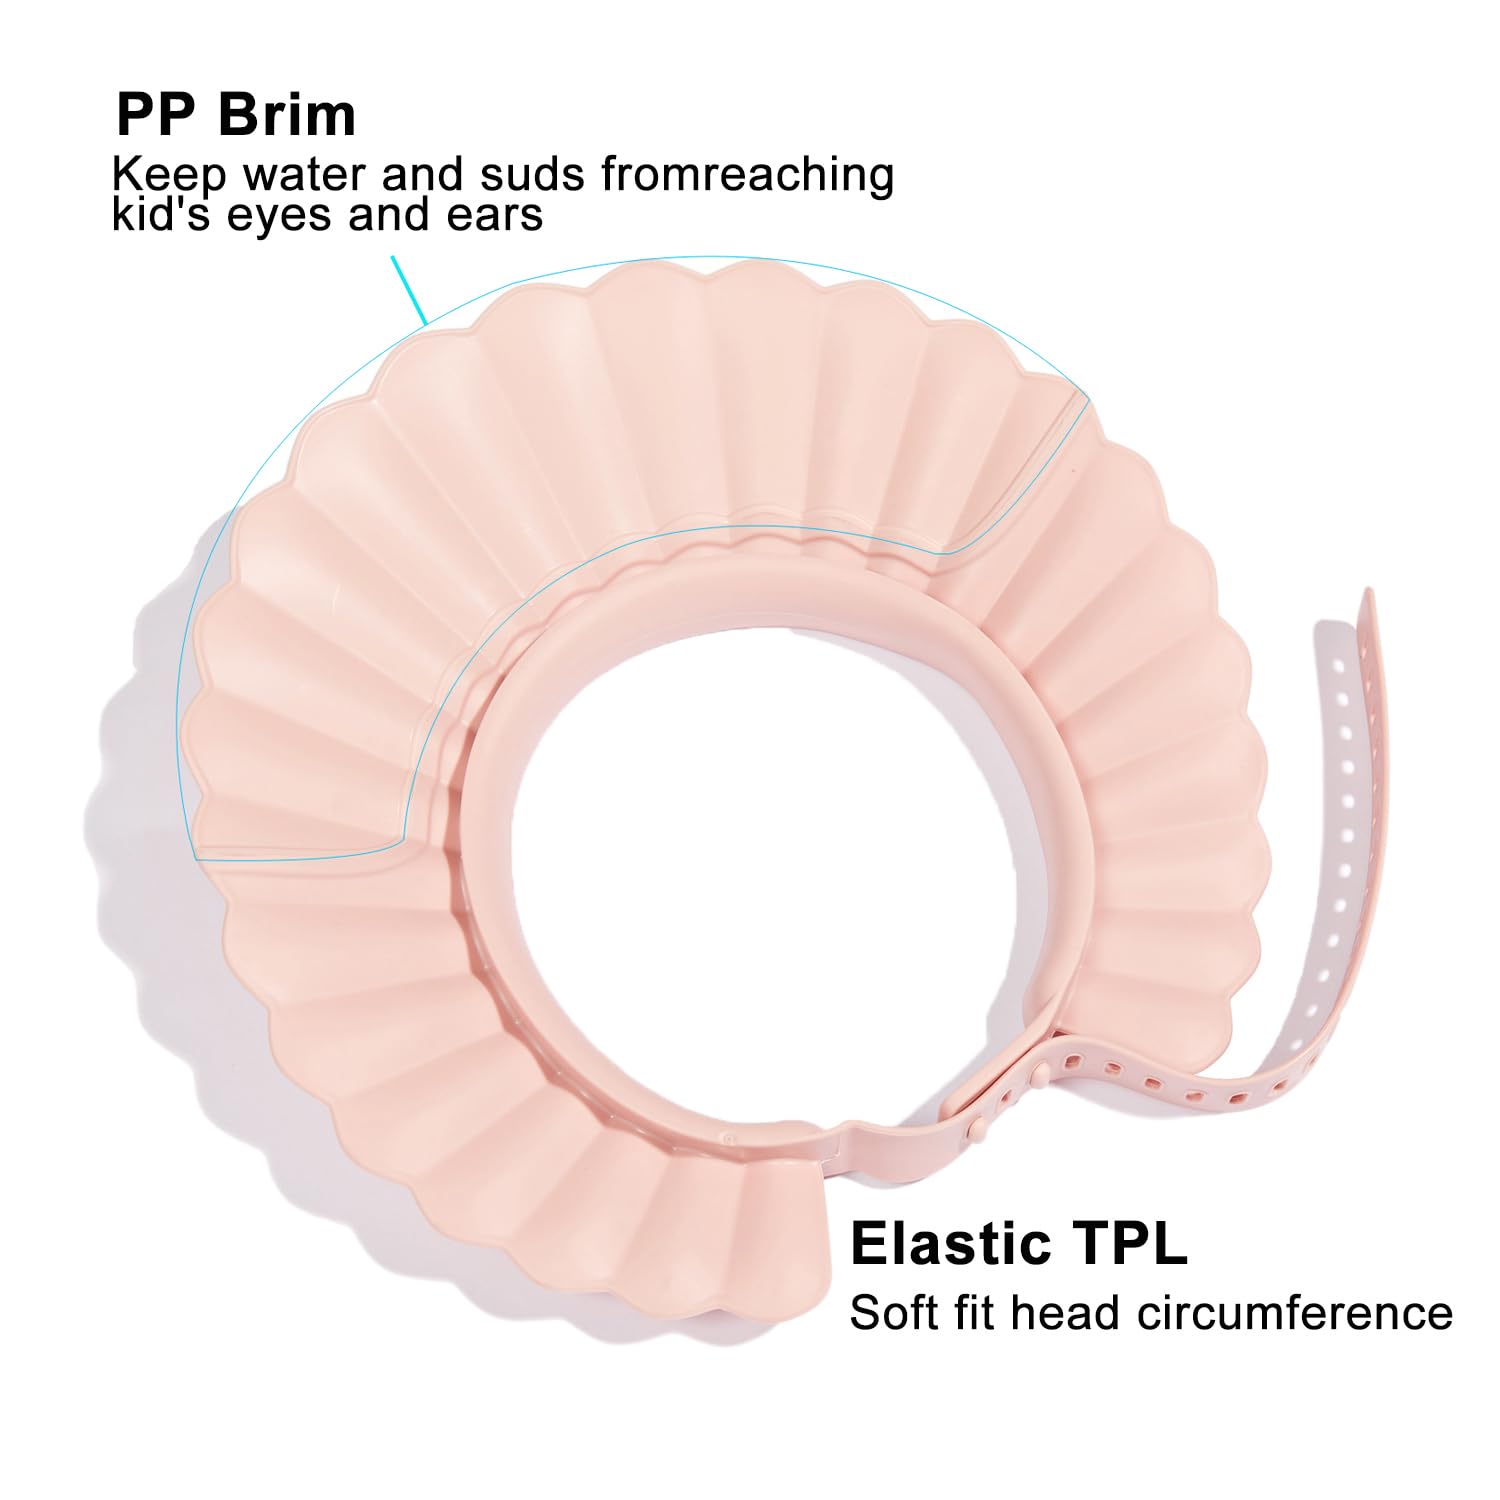 PP Brim
Keep water and suds fromreaching
kid's eyes and ears
Elastic TPL
Soft fit head circumference